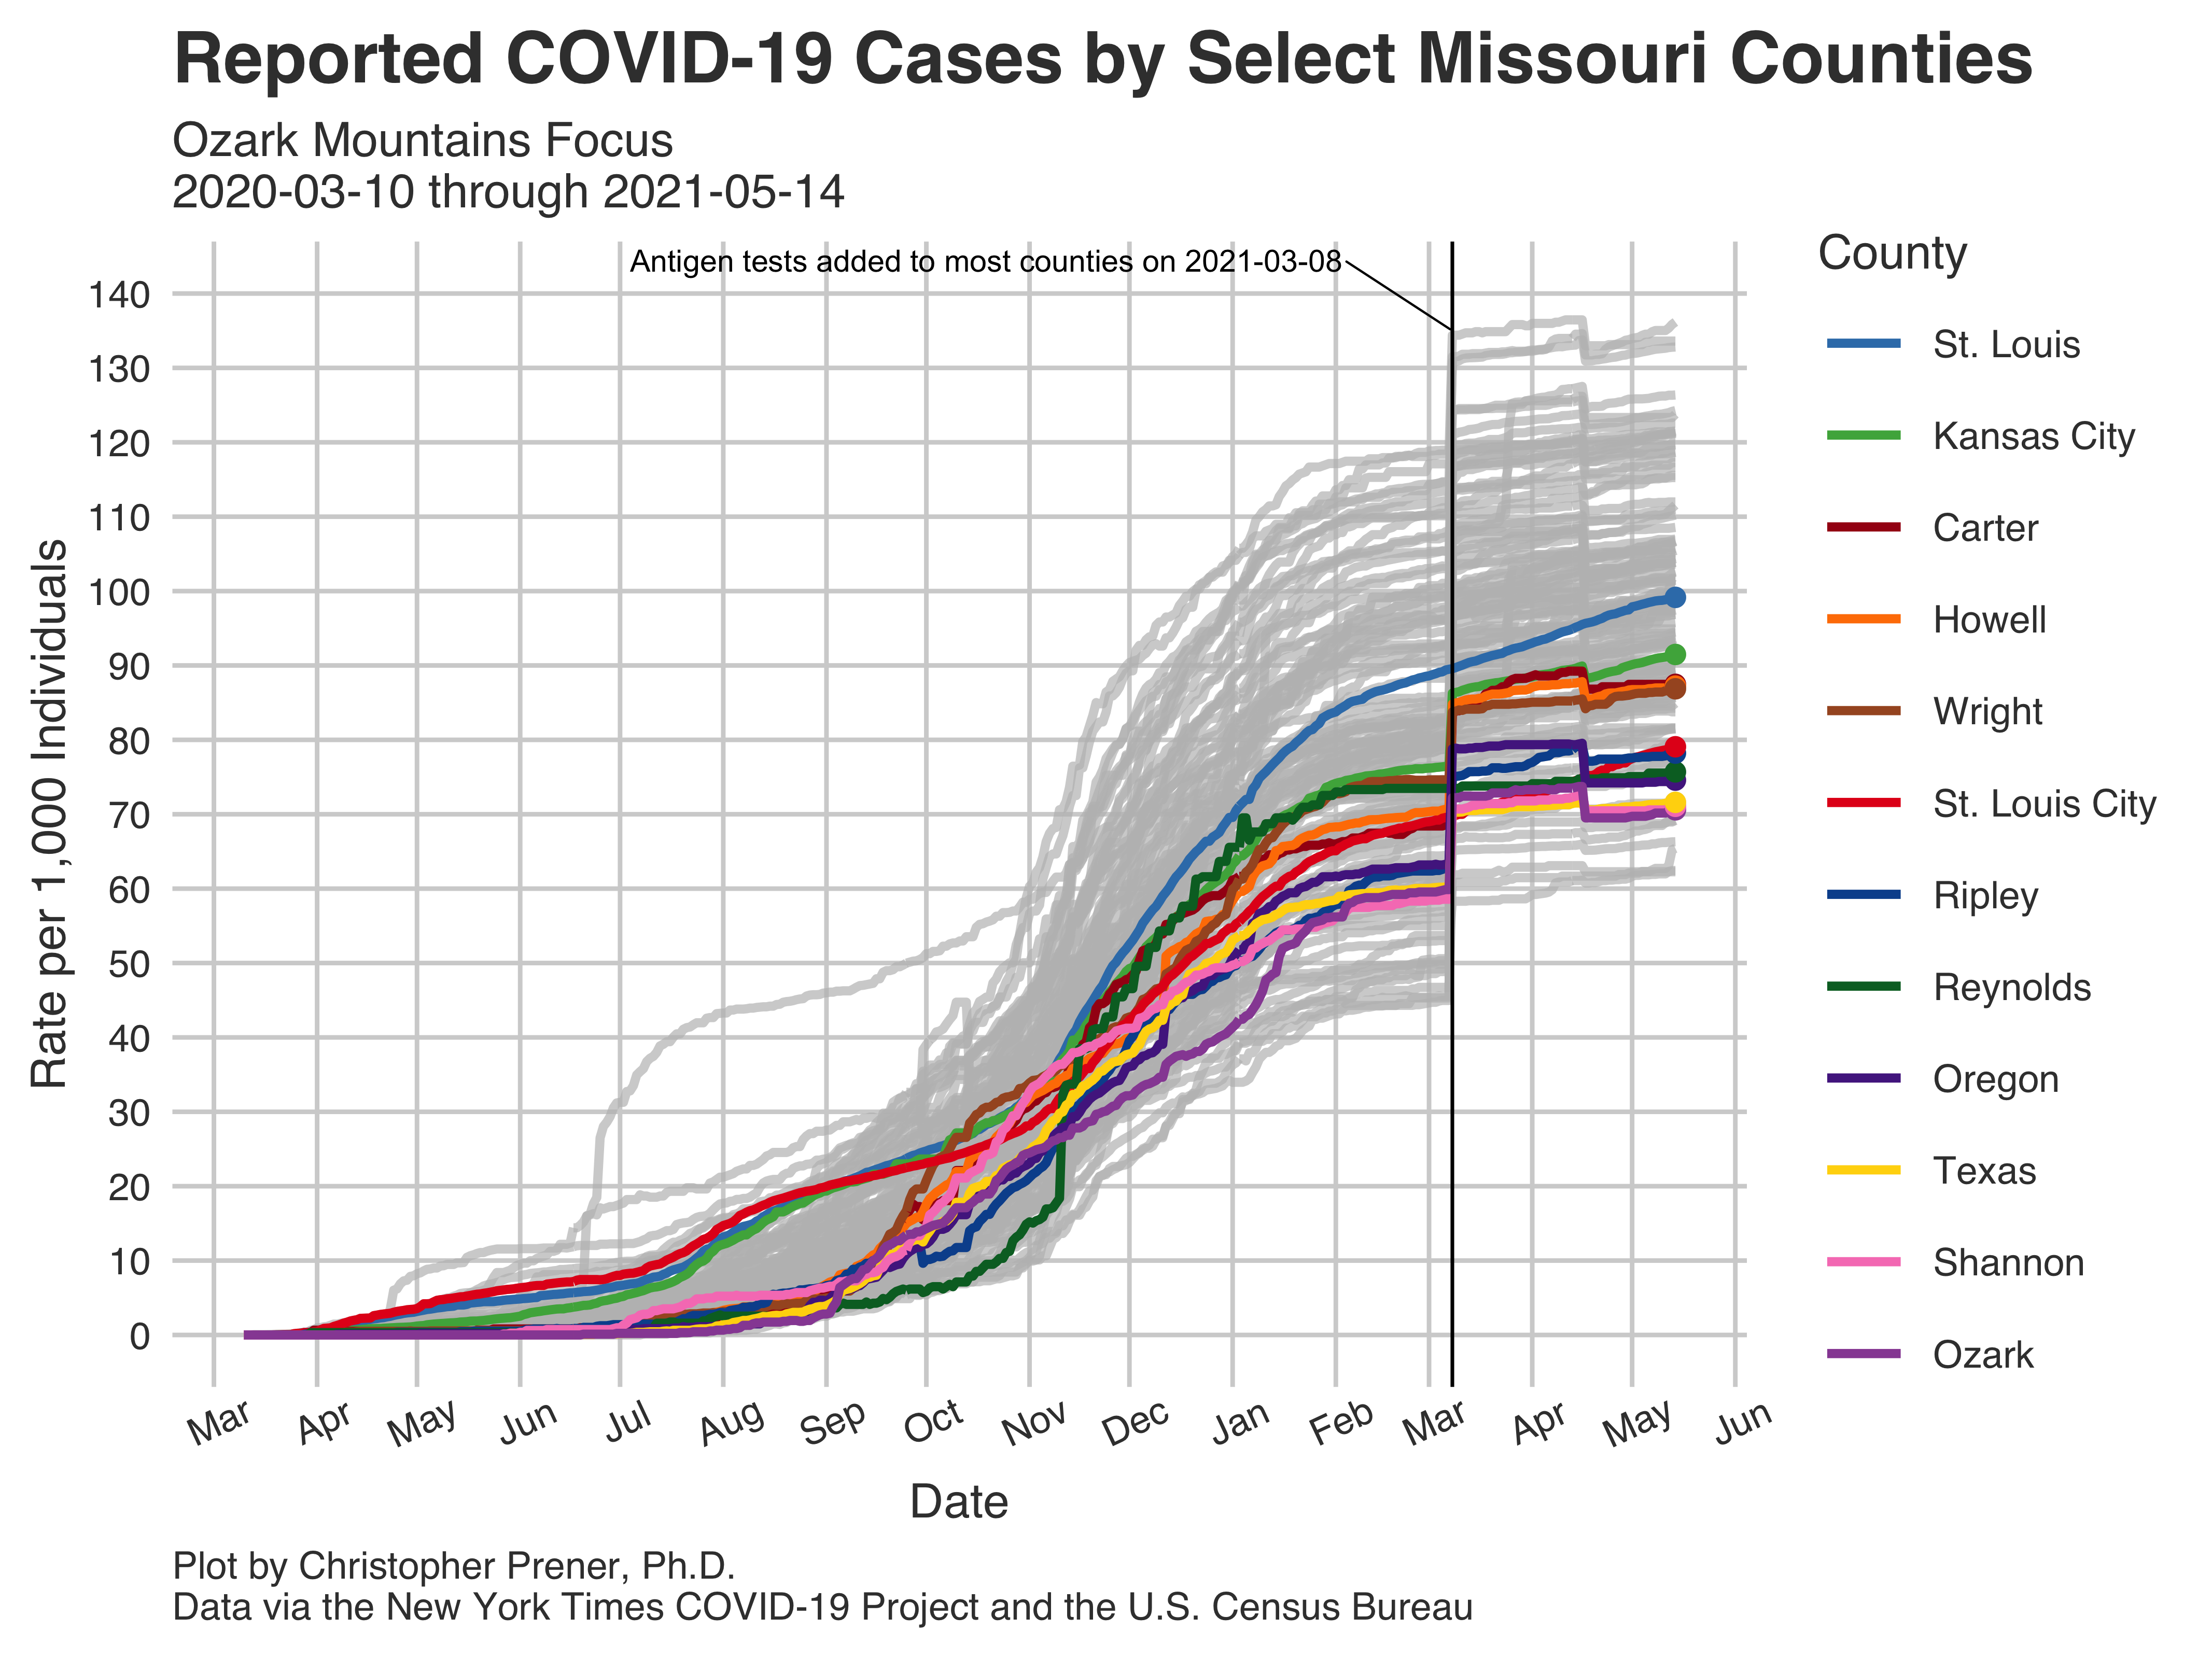 Reported COVID-19 Cases by Select Missouri Counties
Ozark Mountains Focus
2020-03-10 through 2021-05-14
Antigen tests added to most counties on 2021-03-08
Rate per 1,000 Individuals
140
130
120
110
100
90
80
70
60
50
40
30
20
10
0
Mar Apr May Jun Jul Aug Sep Oct Nov Dec Jan Feb Mar Apr May Jun
Date
County
St. Louis
Kansas City
Carter
Howell
Wright
St. Louis City
Ripley
Reynolds
Oregon
Texas
Shannon
Ozark
Plot by Christopher Prener, Ph.D.
Data via the New York Times COVID-19 Project and the U.S. Census Bureau